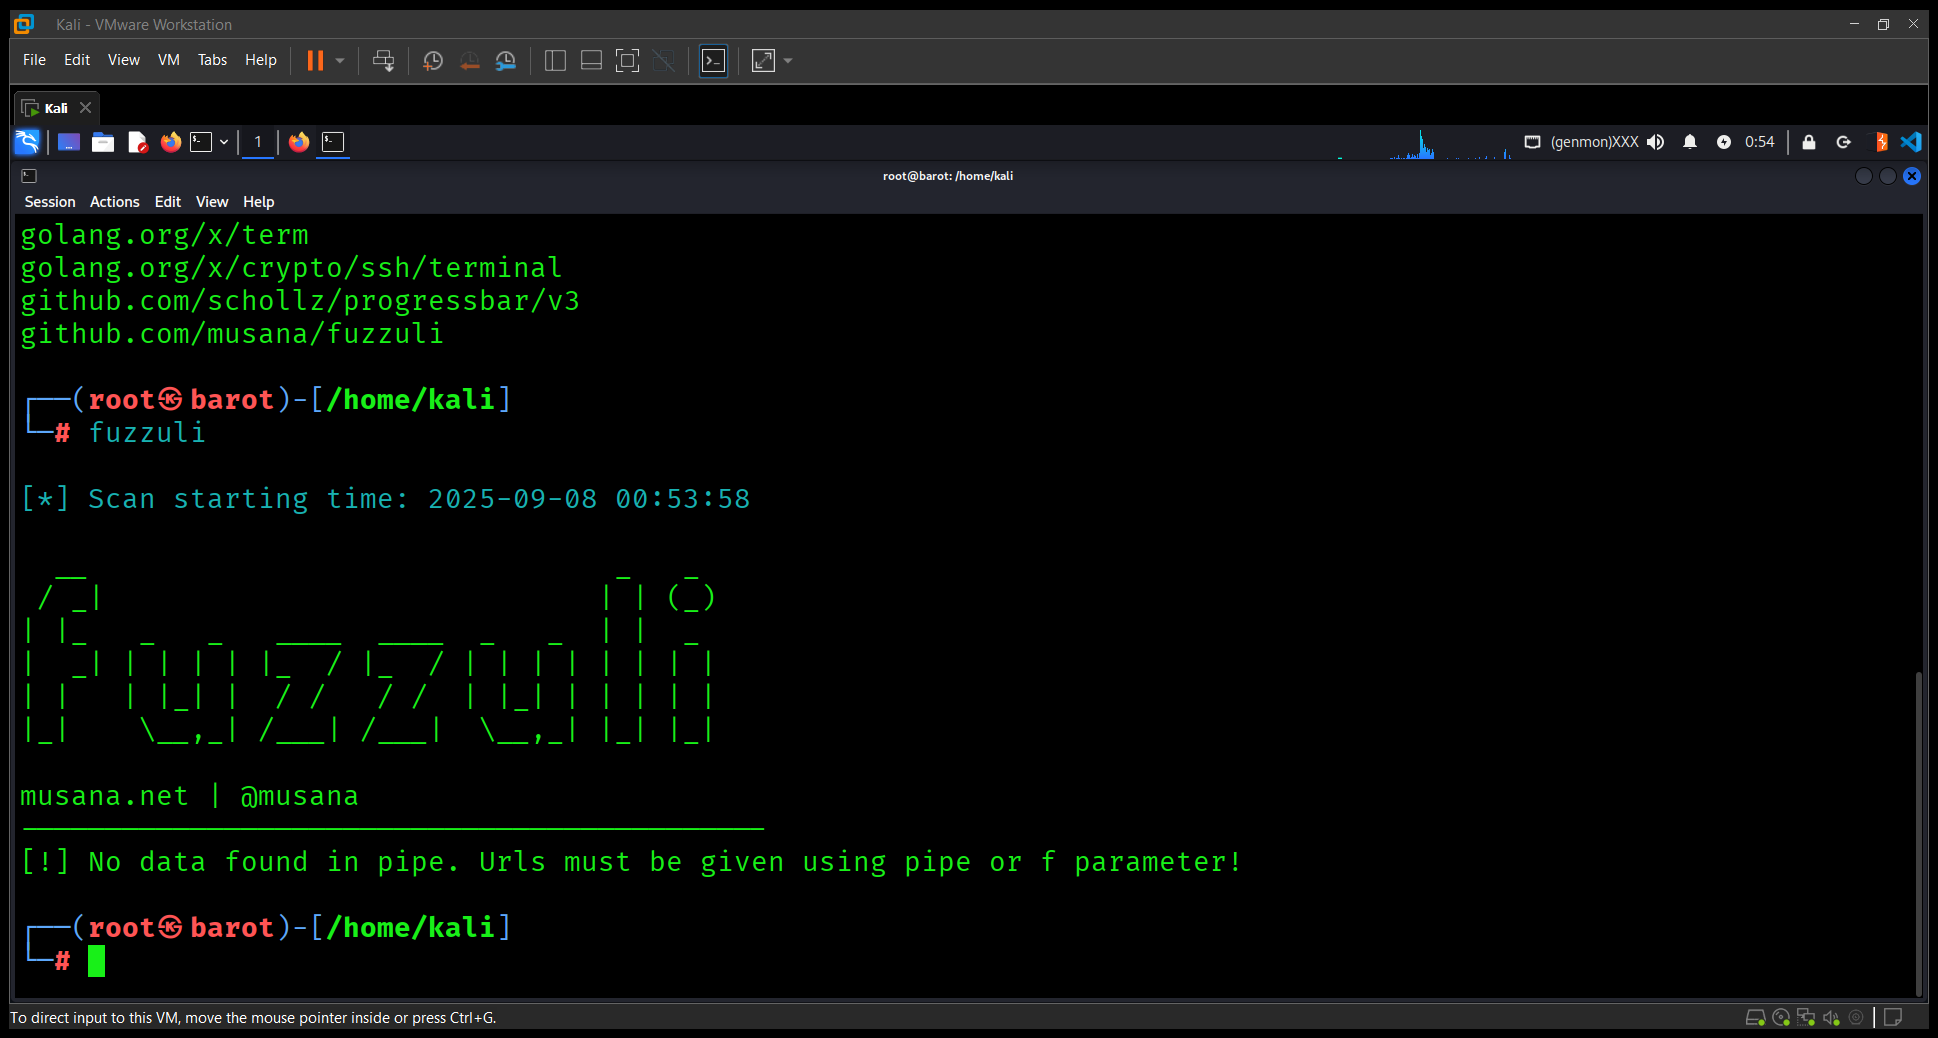 Kali - VMware Workstation
File Edit View VM Tabs Help
Kali
1
(genmon)XXX
0:54
root@barot: /home/kali
Session Actions Edit View Help
golang.org/x/term
golang.org/x/crypto/ssh/terminal
github.com/schollz/progressbar/v3
github.com/musana/fuzzuli
┌──(root㉿barot)-[/home/kali]
└─# fuzzuli
[*] Scan starting time: 2025-09-08 00:53:58
fuzzuli
musana.net | @musana
[!] No data found in pipe. Urls must be given using pipe or f parameter!
┌──(root㉿barot)-[/home/kali]
└─#
To direct input to this VM, move the mouse pointer inside or press Ctrl+G.